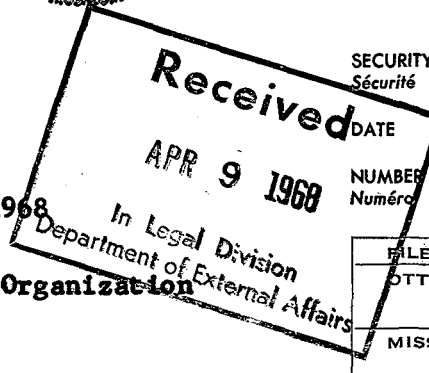 SECURITY
Sécurité
Received
DATE
APR 9 1968
NUMBER
Numéro
968
In Legal Division
Department of External Affairs
Organization
FILE
OTT
MISS